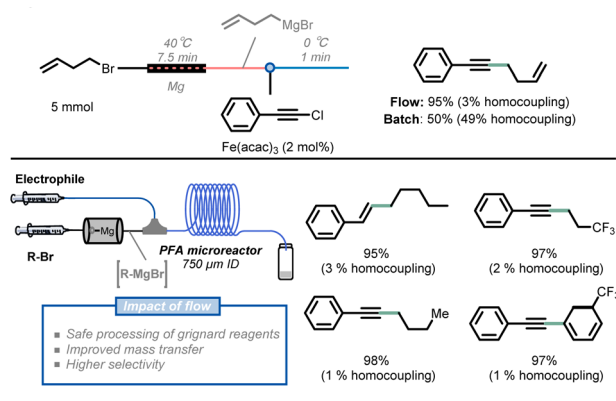 MgBr
40 °C
7.5 min
0 °C
1 min
Br
Mg
5 mmol
Cl
Fe(acac)3 (2 mol%)
Flow: 95% (3% homocoupling)
Batch: 50% (49% homocoupling)
Electrophile
Mg
R-Br
[R-MgBr]
PFA microreactor
750 µm ID
Impact of flow
Safe processing of grignard reagents
Improved mass transfer
Higher selectivity
95%
(3 % homocoupling)
CF3
97%
(2 % homocoupling)
Me
98%
(1 % homocoupling)
CF3
97%
(1 % homocoupling)